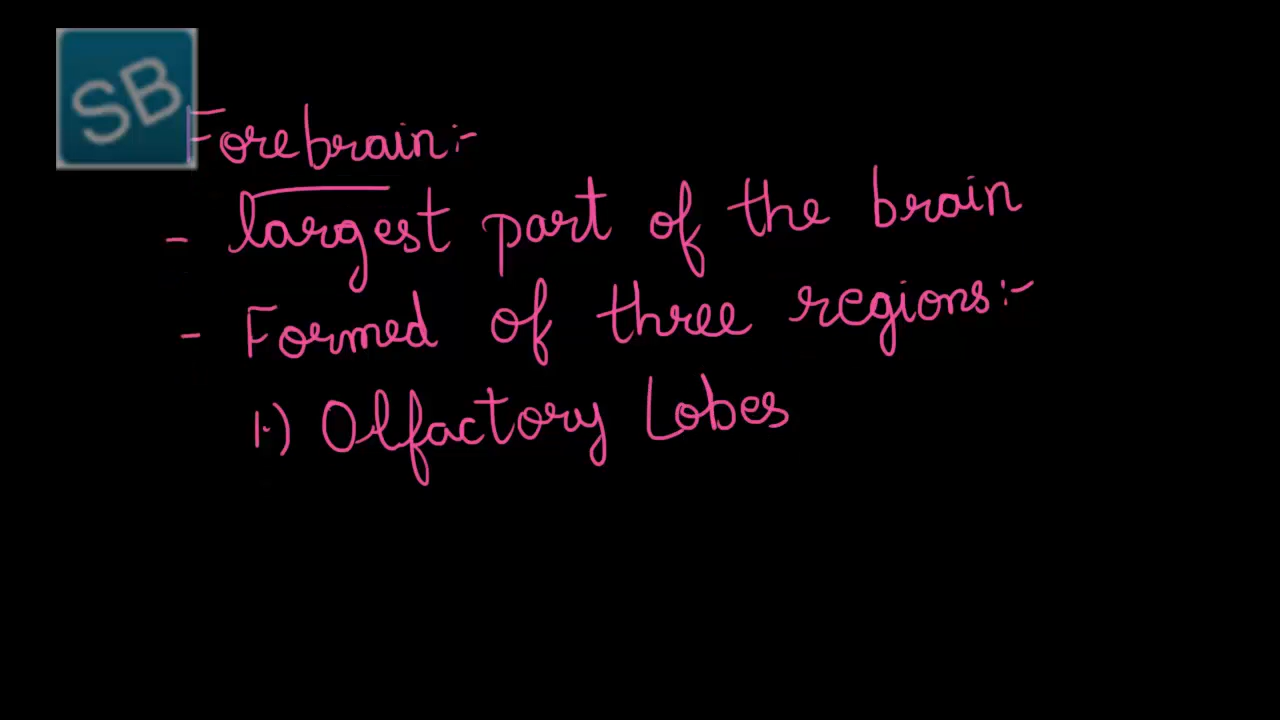 SB
Forebrain:-
- largest part of the brain
- Formed of three regions:-
1.) Olfactory Lobes